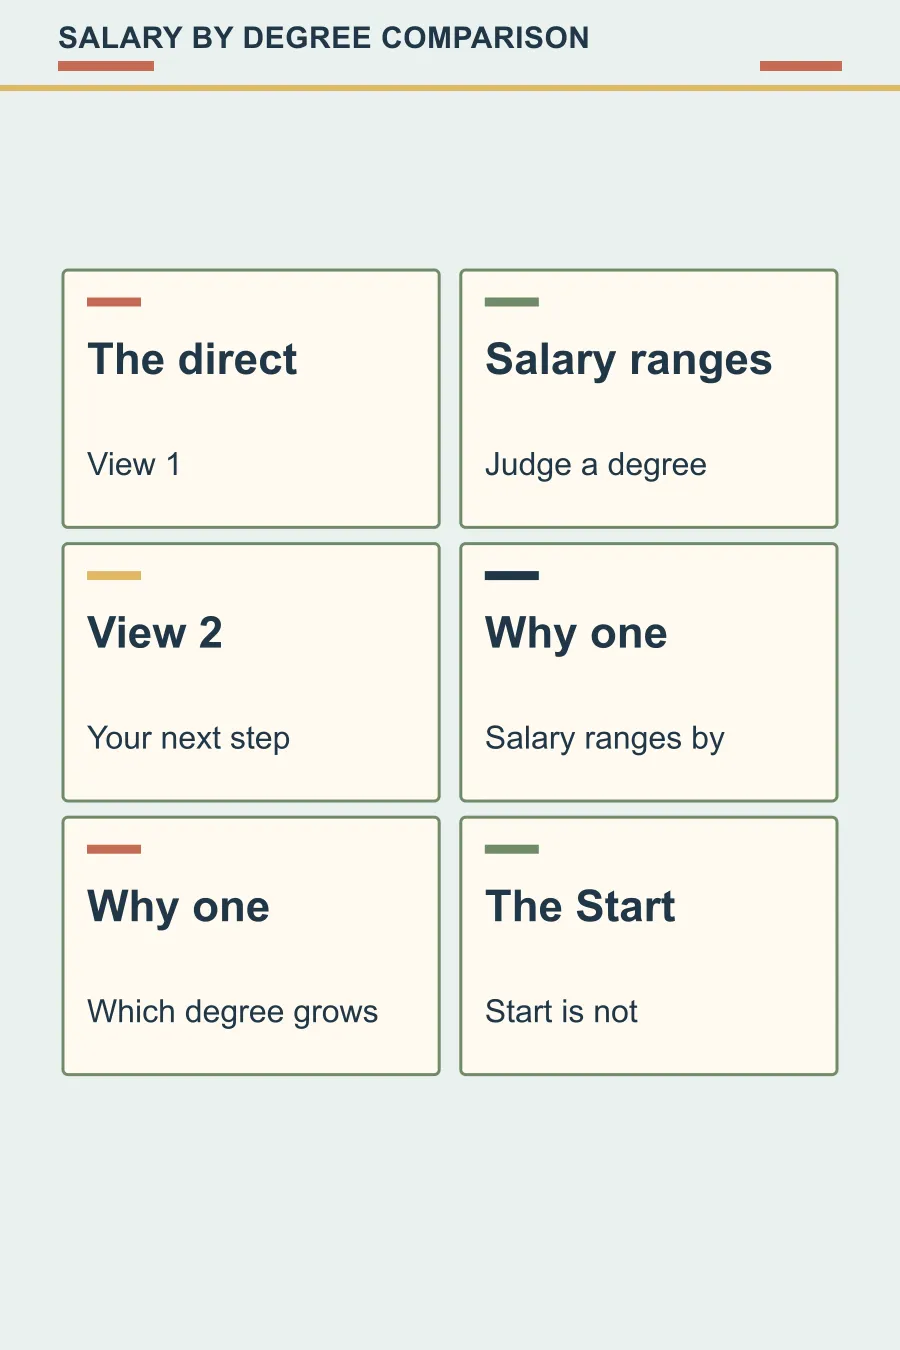 SALARY BY DEGREE COMPARISON
The direct
View 1
Salary ranges
Judge a degree
View 2
Your next step
Why one
Salary ranges by
Why one
Which degree grows
The Start
Start is not